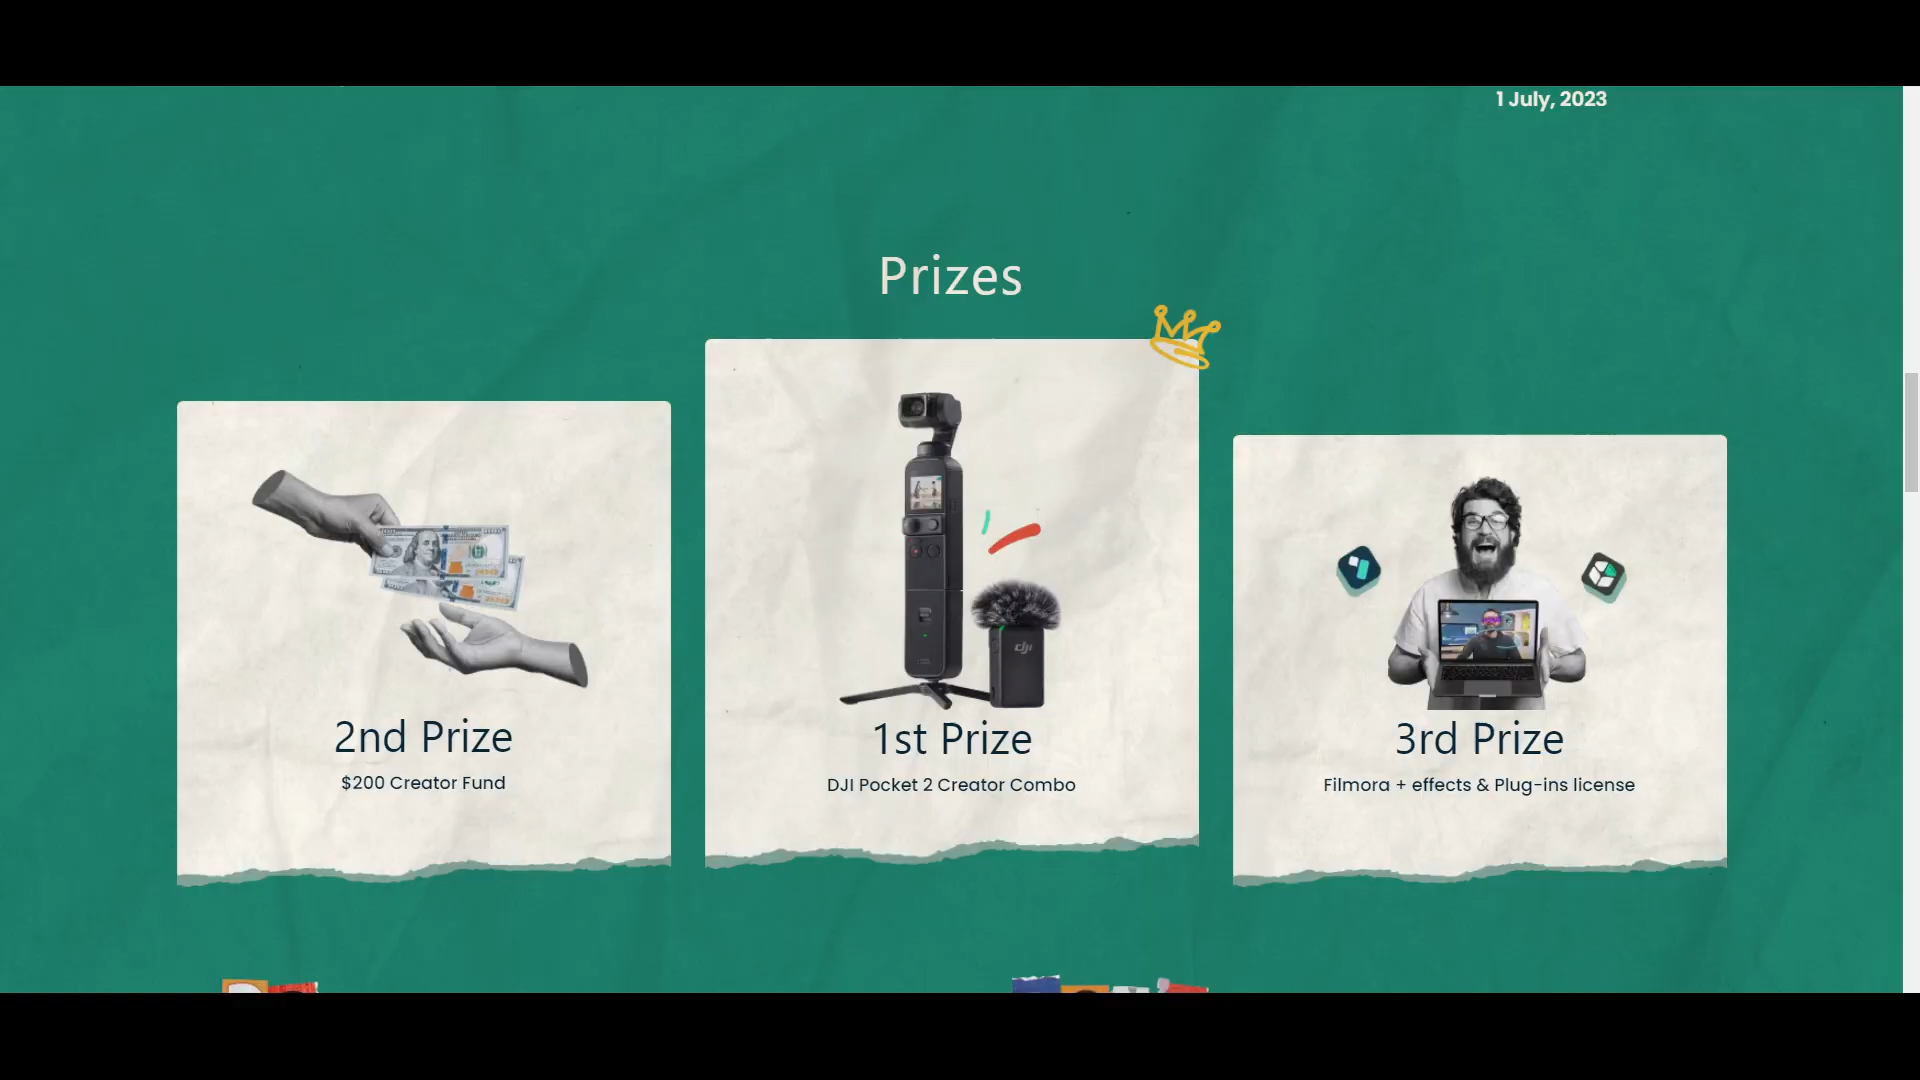 1 July, 2023
Prizes
2nd Prize
$200 Creator Fund
1st Prize
DJI Pocket 2 Creator Combo
dji
3rd Prize
Filmora + effects & Plug-ins license